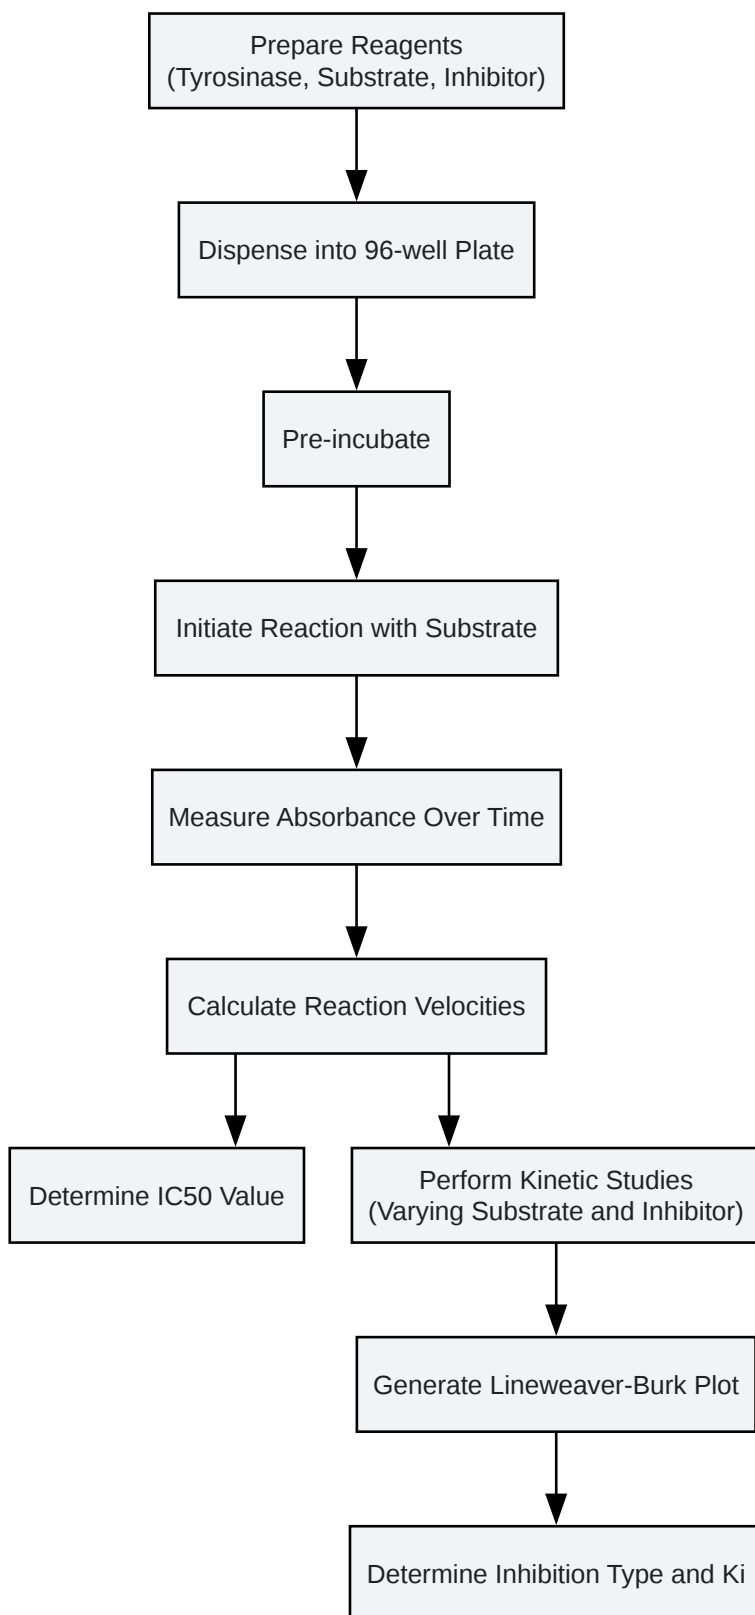 Prepare Reagents
(Tyrosinase, Substrate, Inhibitor)
Dispense into 96-well Plate
Pre-incubate
Initiate Reaction with Substrate
Measure Absorbance Over Time
Calculate Reaction Velocities
Determine IC50 Value
Perform Kinetic Studies
(Varying Substrate and Inhibitor)
Generate Lineweaver-Burk Plot
Determine Inhibition Type and Ki